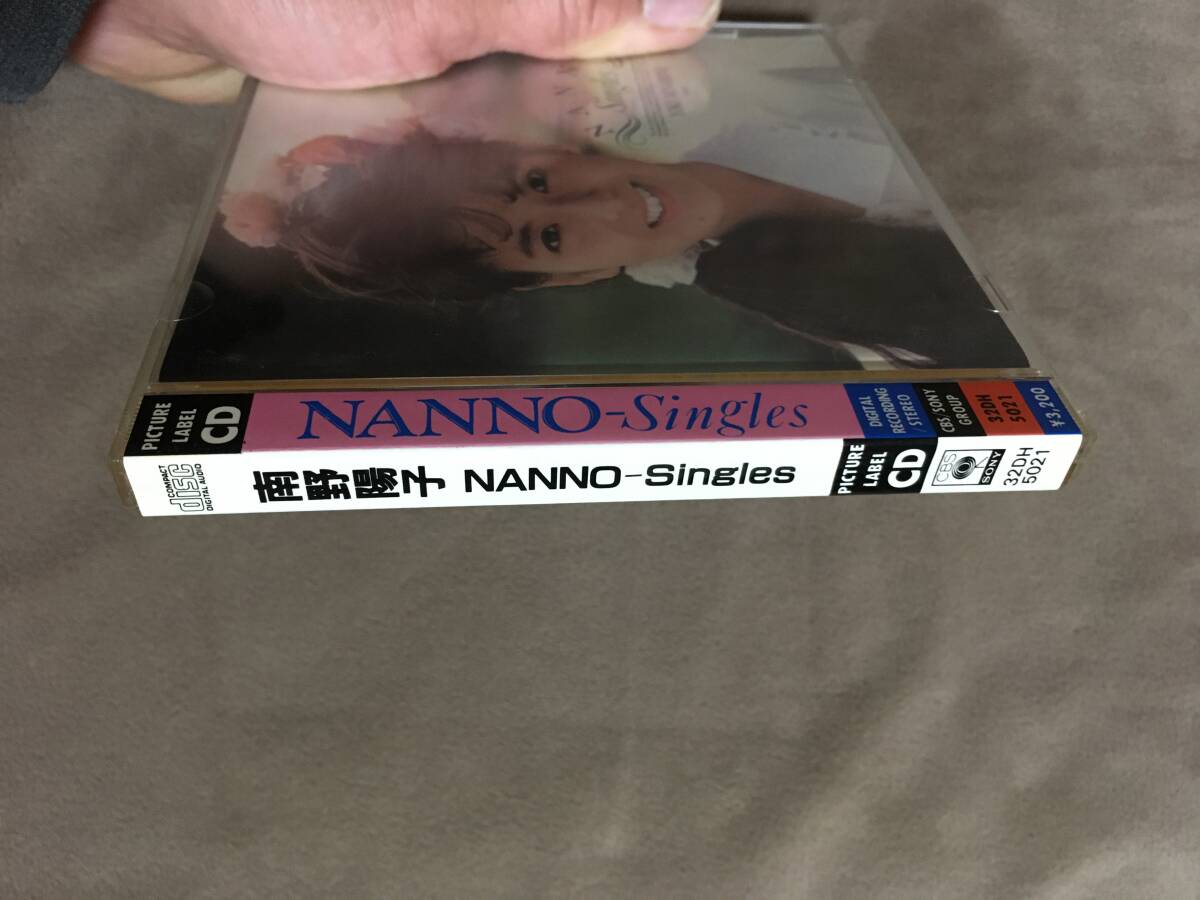 PICTURE
LABEL
CD
NANNO-Singles
DIGITAL
RECORDING
/STEREO
CBS/SONY
GROUP
32DH
5021
¥3,200
COMPACT
disc
DIGITAL AUDIO
南野陽子 NANNO-Singles
PICTURE
LABEL
CD
CBS
SONY
32DH
5021